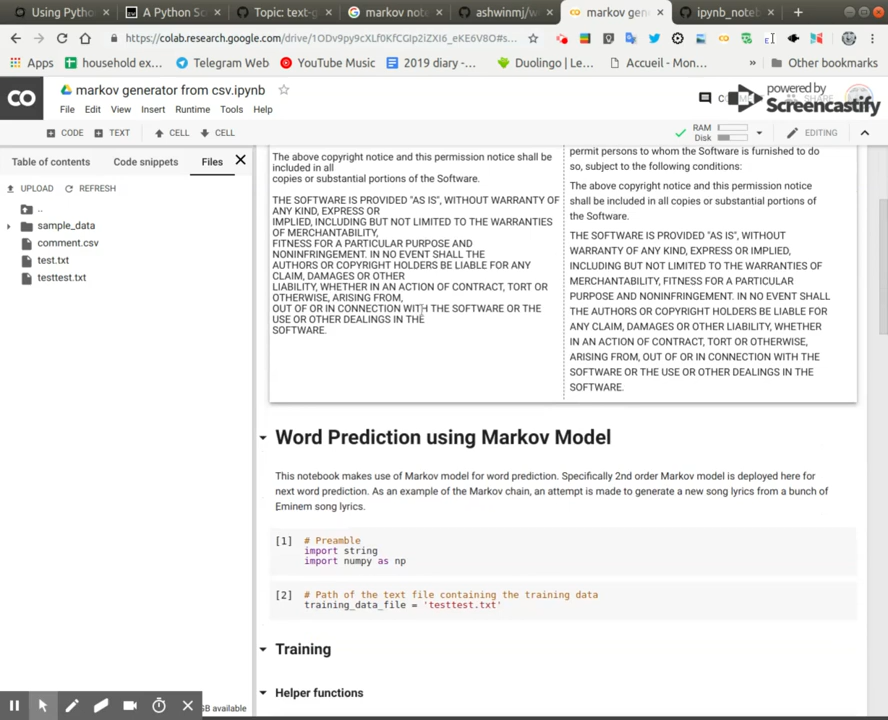 Using Pytho
A Python Sc
Topic: text-g
markov note
ashwinmj/w
markov gene
ipynb_noteb
https://colab.research.google.com/drive/1ODv9py9cXLf0KfCGIp2iZXI6_eKE6V8O#s...
Apps
household ex...
Telegram Web
YouTube Music
2019 diary -...
Duolingo | Le...
Accueil - Mon...
»
Other bookmarks
CO
markov generator from csv.ipynb
File Edit View Insert Runtime Tools Help
powered by
Screencastify
CODE TEXT CELL CELL
RAM
Disk
EDITING
Table of contents Code snippets Files
UPLOAD REFRESH
..
sample_data
comment.csv
test.txt
testtest.txt
The above copyright notice and this permission notice shall be
included in all
copies or substantial portions of the Software.
THE SOFTWARE IS PROVIDED "AS IS", WITHOUT WARRANTY OF
ANY KIND, EXPRESS OR
IMPLIED, INCLUDING BUT NOT LIMITED TO THE WARRANTIES
OF MERCHANTABILITY,
FITNESS FOR A PARTICULAR PURPOSE AND
NONINFRINGEMENT. IN NO EVENT SHALL THE
AUTHORS OR COPYRIGHT HOLDERS BE LIABLE FOR ANY
CLAIM, DAMAGES OR OTHER
LIABILITY, WHETHER IN AN ACTION OF CONTRACT, TORT OR
OTHERWISE, ARISING FROM,
OUT OF OR IN CONNECTION WITH THE SOFTWARE OR THE
USE OR OTHER DEALINGS IN THE
SOFTWARE.
permit persons to whom the Software is furnished to do
so, subject to the following conditions:
The above copyright notice and this permission notice
shall be included in all copies or substantial portions of
the Software.
THE SOFTWARE IS PROVIDED "AS IS", WITHOUT
WARRANTY OF ANY KIND, EXPRESS OR IMPLIED,
INCLUDING BUT NOT LIMITED TO THE WARRANTIES OF
MERCHANTABILITY, FITNESS FOR A PARTICULAR
PURPOSE AND NONINFRINGEMENT. IN NO EVENT SHALL
THE AUTHORS OR COPYRIGHT HOLDERS BE LIABLE FOR
ANY CLAIM, DAMAGES OR OTHER LIABILITY, WHETHER
IN AN ACTION OF CONTRACT, TORT OR OTHERWISE,
ARISING FROM, OUT OF OR IN CONNECTION WITH THE
SOFTWARE OR THE USE OR OTHER DEALINGS IN THE
SOFTWARE.
Word Prediction using Markov Model
This notebook makes use of Markov model for word prediction. Specifically 2nd order Markov model is deployed here for
next word prediction. As an example of the Markov chain, an attempt is made to generate a new song lyrics from a bunch of
Eminem song lyrics.
[1] # Preamble
import string
import numpy as np
[2] # Path of the text file containing the training data
training_data_file = 'testtest.txt'
Training
Helper functions
GB available